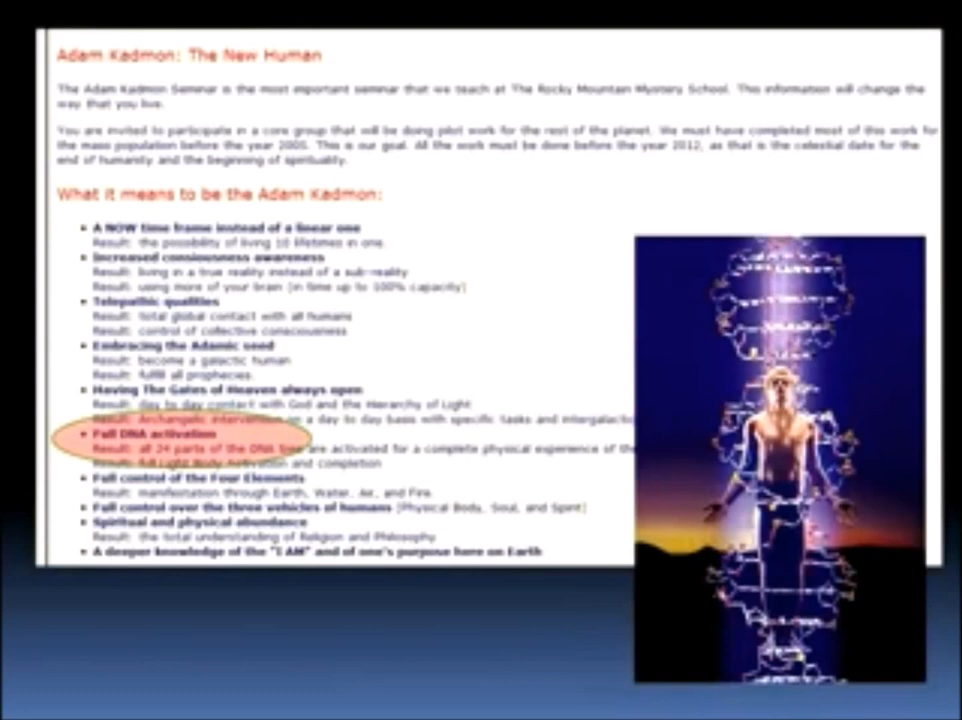 Adam Kadmon: The New Human
The Adam Kadmon Seminar is the most important seminar that we teach at The Rocky Mountain Mystery School. This information will change the
way that you live.
You are invited to participate in a core group that will be doing pilot work for the rest of the planet. We must have completed most of this work for
the mass population before the year 2005. This is our goal. All the work must be done before the year 2012, as that is the celestial date for the
end of humanity and the beginning of spirituality.
What it means to be the Adam Kadmon:
• A NOW time frame instead of a linear one
Result: the possibility of living 10 lifetimes in one.
• Increased consiousness awareness
Result: living in a true reality instead of a sub-reality
Result: using more of your brain (in time up to 100% capacity)
• Telepathic qualities
Result: total global contact with all humans
Result: control of collective consciousness
• Embracing the Adamic seed
Result: become a galactic human
Result: fulfill all prophecies.
• Having The Gates of Heaven always open
Result: day to day contact with God and the Hierarchy of Light
Result: Archangelic intervention on a day to day basis with specific tasks and
• Full DNA activation
Result: all 24 parts of the DNA are activated for a complete physical experience of the
Result: full Light Body Activation and completion
• Full control of the Four Elements
Result: manifestation through Earth, Water, Air, and Fire.
• Full control over the three vehicles of humans (Physical Body, Soul, and Spirit)
• Spiritual and physical abundance
Result: the total understanding of Religion and Philosophy
• A deeper knowledge of the "I AM" and of one's purpose here on Earth